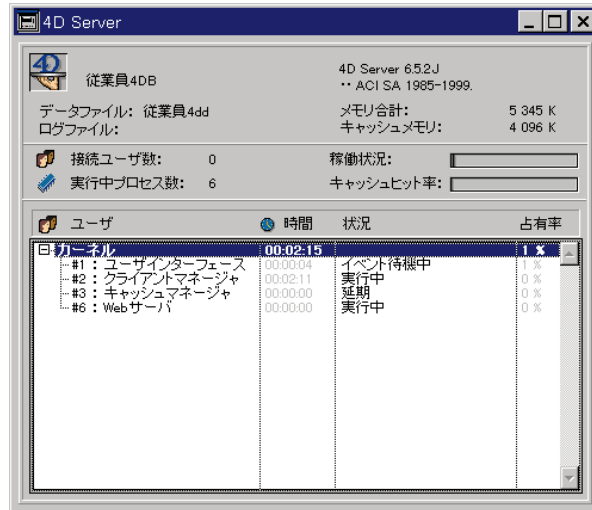 4D Server
従業員4DB
4D Server 6.5.2J
•• ACI SA 1985-1999.
データファイル: 従業員4dd
メモリ合計: 5 345 K
ログファイル:
キャッシュメモリ: 4 096 K
接続ユーザ数: 0
稼働状況:
実行中プロセス数: 6
キャッシュヒット率:
ユーザ 時間 状況 占有率
カーネル 00:02:15 1 %
#1 : ユーザインターフェース 00:00:04 イベント待機中 1 %
#2 : クライアントマネージャ 00:02:11 実行中 0 %
#3 : キャッシュマネージャ 00:00:00 延期 0 %
#6 : Webサーバ 00:00:00 実行中 0 %